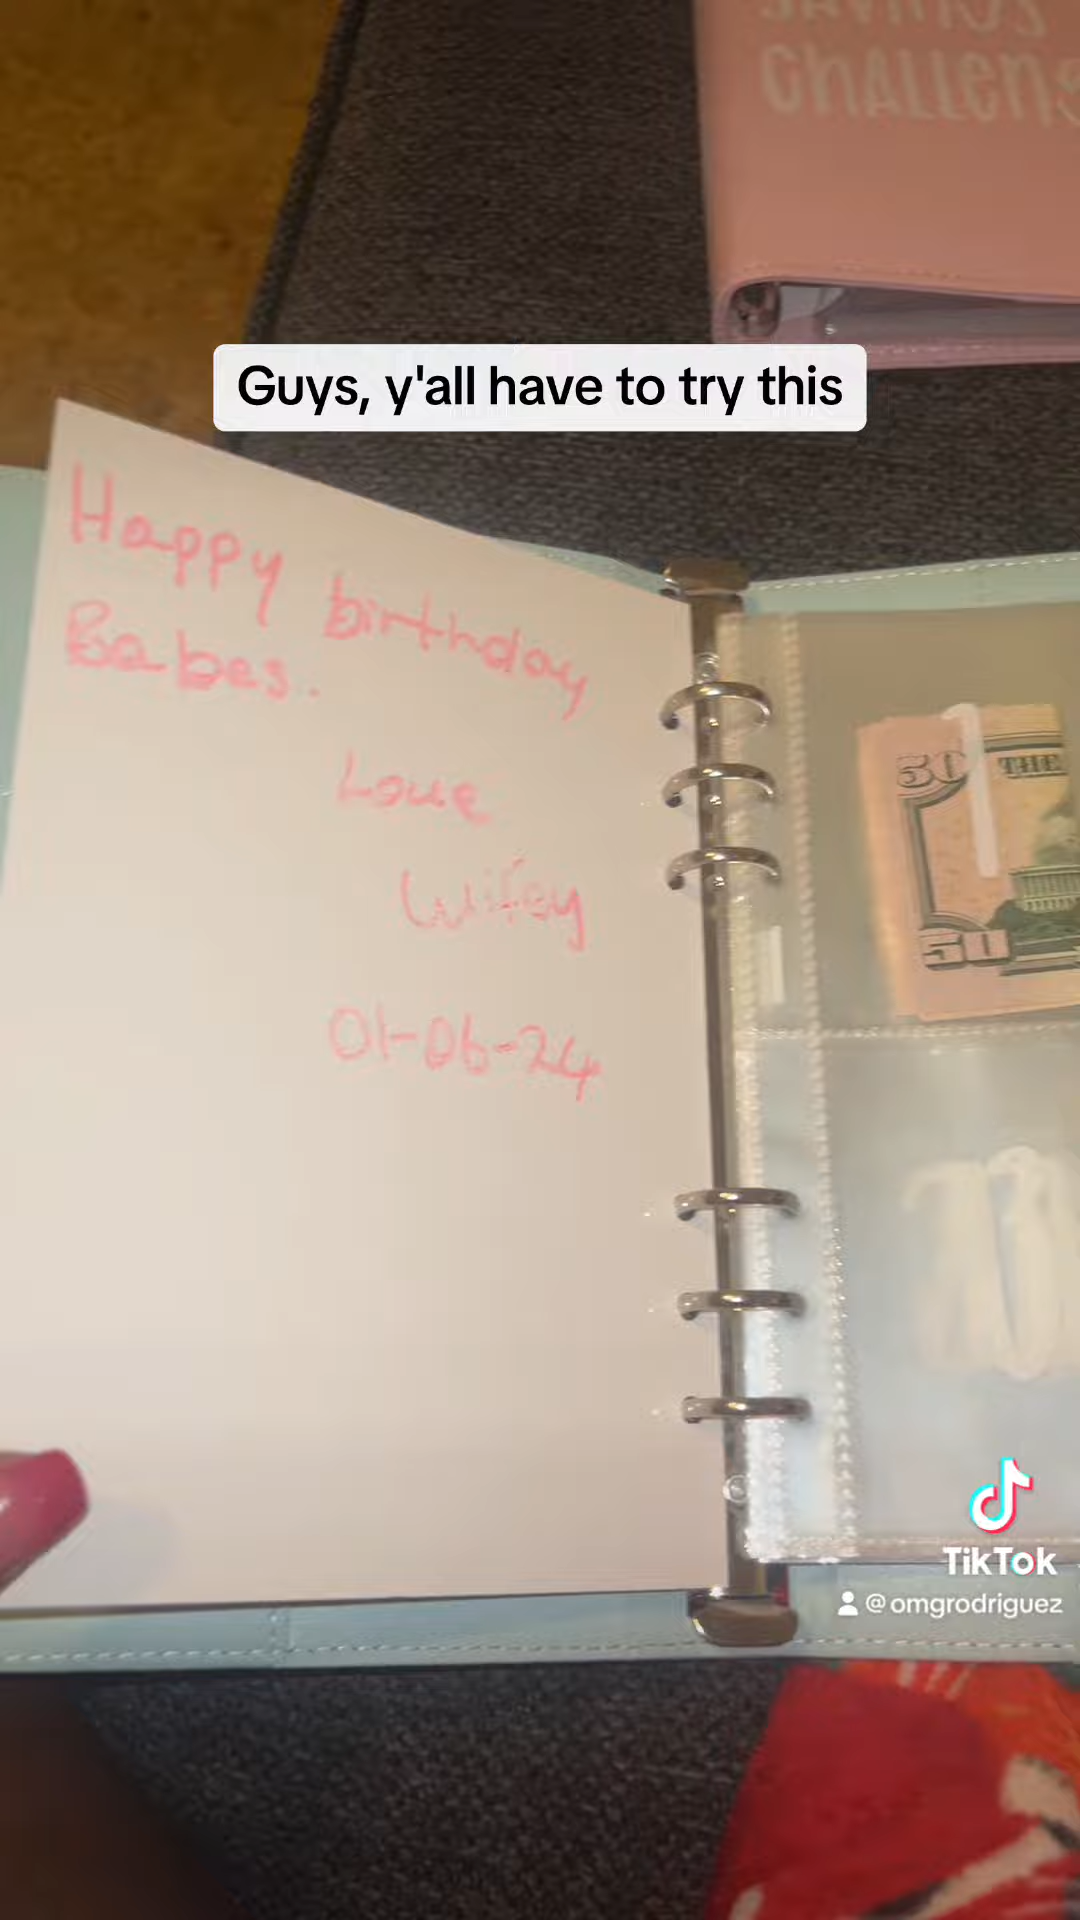 CHALLEN
Guys, y'all have to try this
Happy birthday
Babes.
Love
Wifey
01-06-24
50 THE
50
TikTok
@omgrodriguez